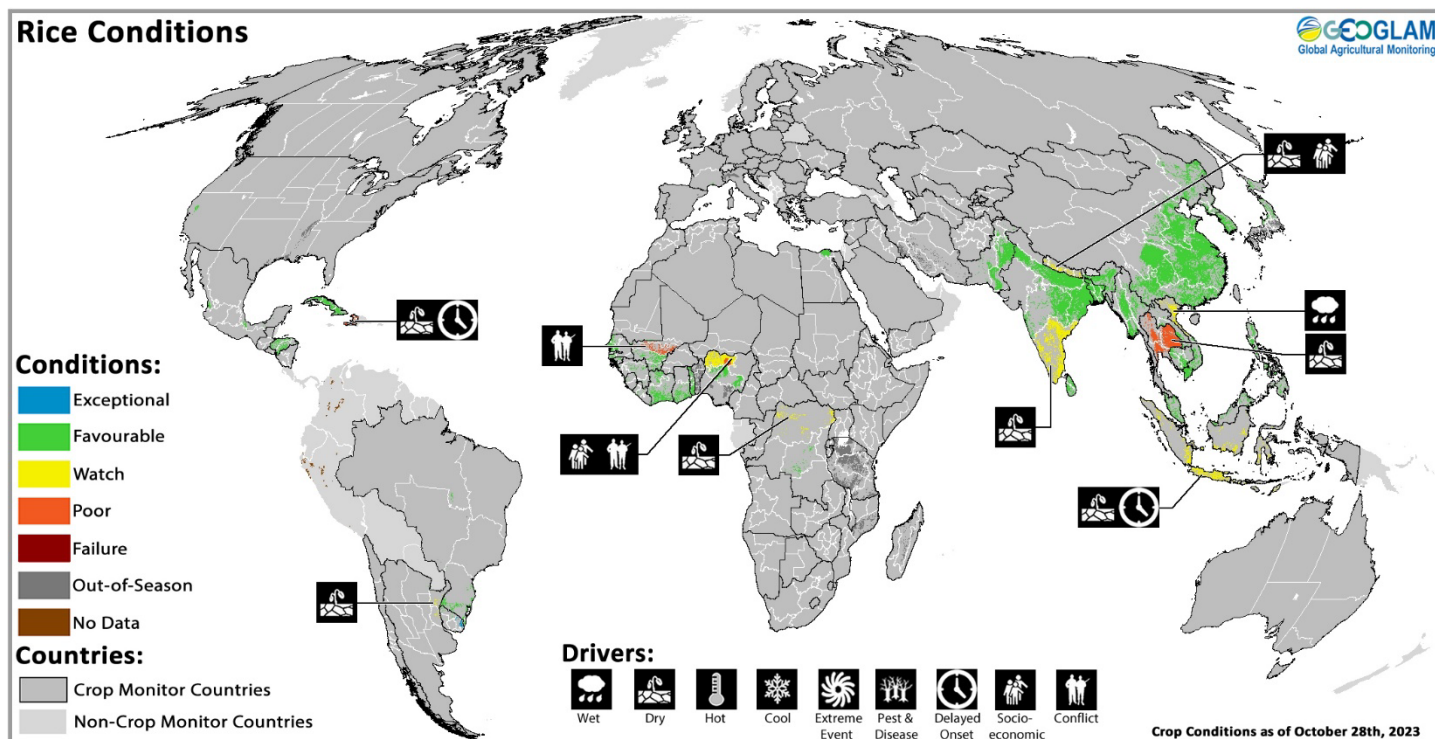 Rice Conditions
GEOGLAM
Global Agricultural Monitoring
Conditions:
Exceptional
Favourable
Watch
Poor
Failure
Out-of-Season
No Data
Countries:
Crop Monitor Countries
Non-Crop Monitor Countries
Drivers:
Wet
Dry
Hot
Cool
Extreme
Event
Pest &
Disease
Delayed
Onset
Socio-
economic
Conflict
Crop Conditions as of October 28th, 2023